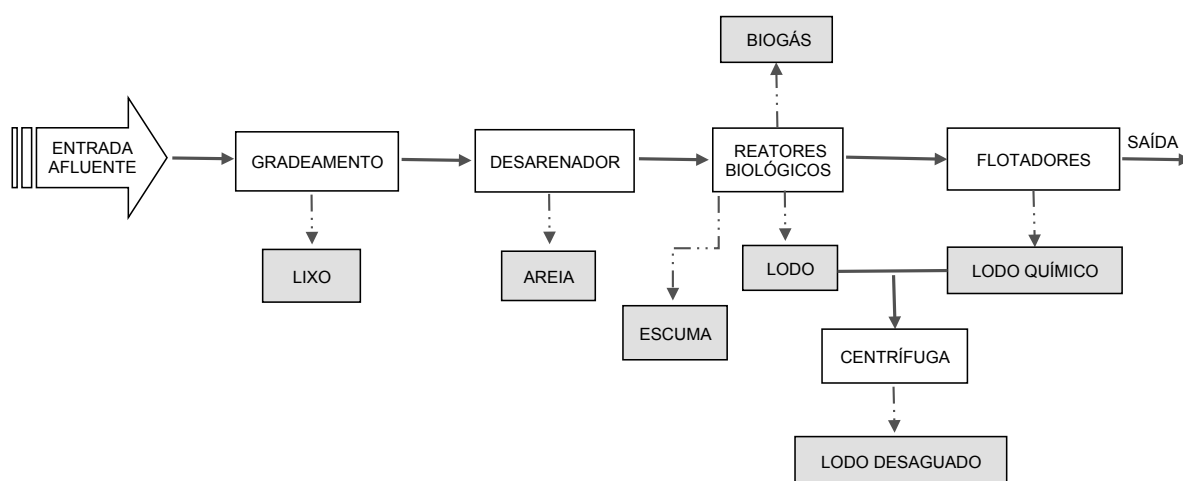 BIOGÁS
ENTRADA
AFLUENTE
GRADEAMENTO
DESARENADOR
REATORES
BIOLÓGICOS
FLOTADORES
SAÍDA
LIXO
AREIA
LODO
LODO QUÍMICO
ESCUMA
CENTRÍFUGA
LODO DESAGUADO